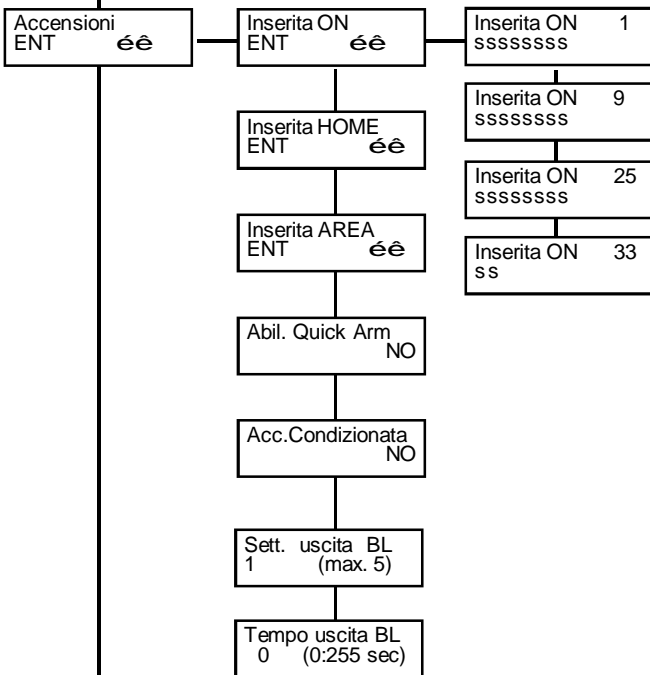 Accensioni
ENT éê
Inserita ON
ENT éê
Inserita ON 1
ssssssss
Inserita ON 9
ssssssss
Inserita HOME
ENT éê
Inserita ON 25
ssssssss
Inserita AREA
ENT éê
Inserita ON 33
ss
Abil. Quick Arm
NO
Acc.Condizionata
NO
Sett. uscita BL
1 (max. 5)
Tempo uscita BL
0 (0:255 sec)